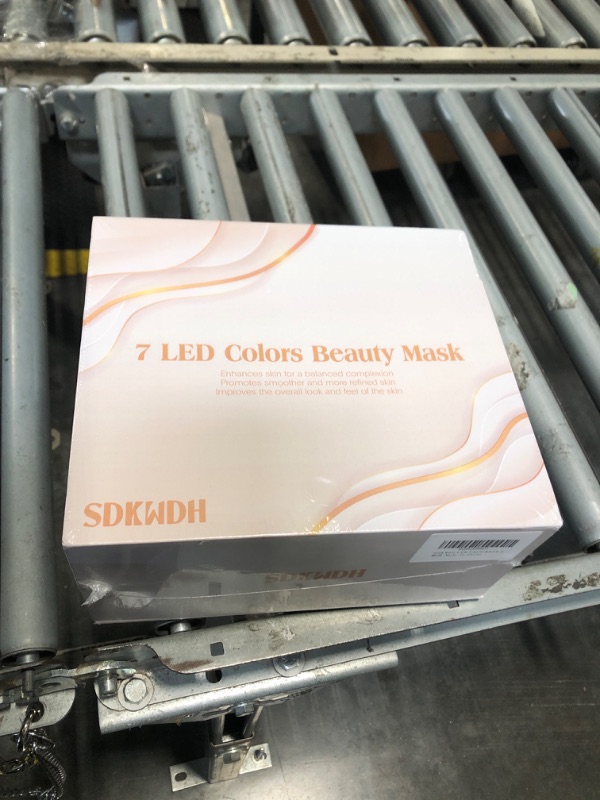 7 LED Colors Beauty Mask
Enhances skin for a balanced complexion
Promotes smoother and more refined skin
Improves the overall look and feel of the skin
SDKWDH
SDKWDH